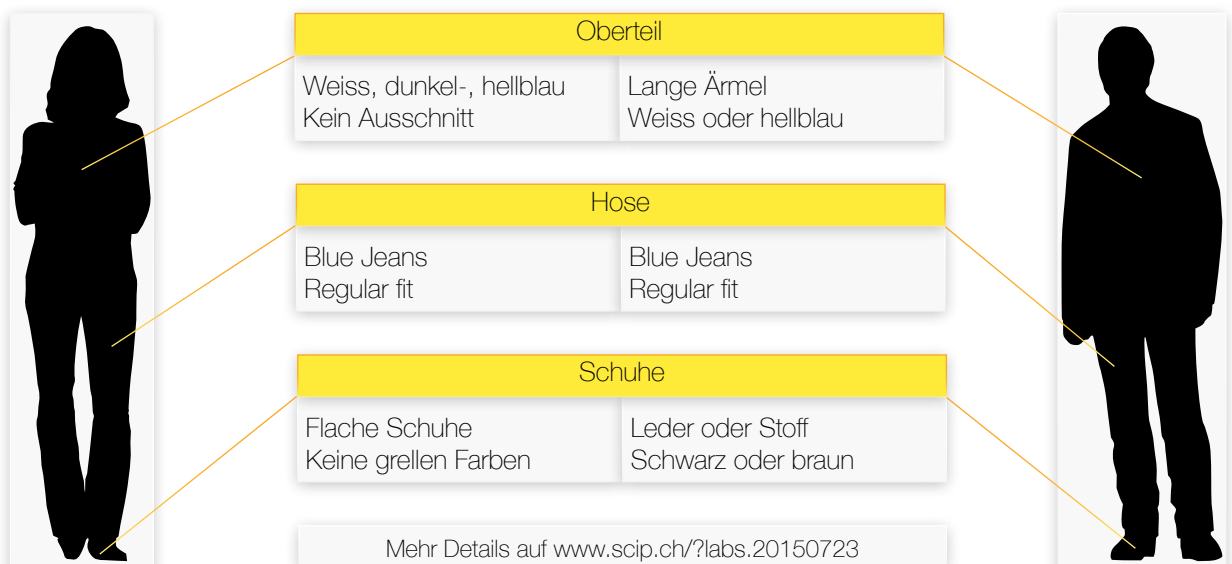 Oberteil
Weiss, dunkel-, hellblau
Kein Ausschnitt
Lange Ärmel
Weiss oder hellblau
Hose
Blue Jeans
Regular fit
Blue Jeans
Regular fit
Schuhe
Flache Schuhe
Keine grellen Farben
Leder oder Stoff
Schwarz oder braun
Mehr Details auf www.scip.ch/?labs.20150723